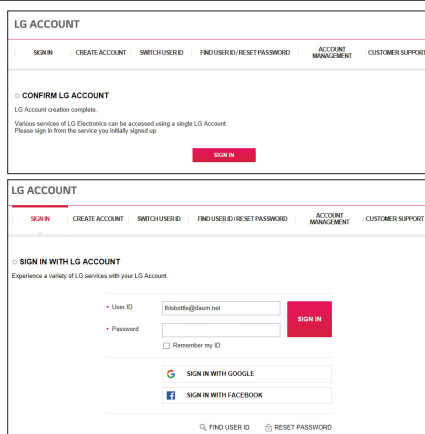 LG ACCOUNT
SIGN IN CREATE ACCOUNT SWITCH USER ID FIND USER ID / RESET PASSWORD ACCOUNT MANAGEMENT CUSTOMER SUPPORT
CONFIRM LG ACCOUNT
LG Account creation complete.
Various services of LG Electronics can be accessed using a single LG Account.
Please sign in from the service you initially signed up.
SIGN IN
LG ACCOUNT
SIGN IN CREATE ACCOUNT SWITCH USER ID FIND USER ID / RESET PASSWORD ACCOUNT MANAGEMENT CUSTOMER SUPPORT
SIGN IN WITH LG ACCOUNT
Experience a variety of LG services with your LG Account.
User ID thisbottle@daum.net
SIGN IN
Password
Remember my ID
SIGN IN WITH GOOGLE
SIGN IN WITH FACEBOOK
FIND USER ID RESET PASSWORD